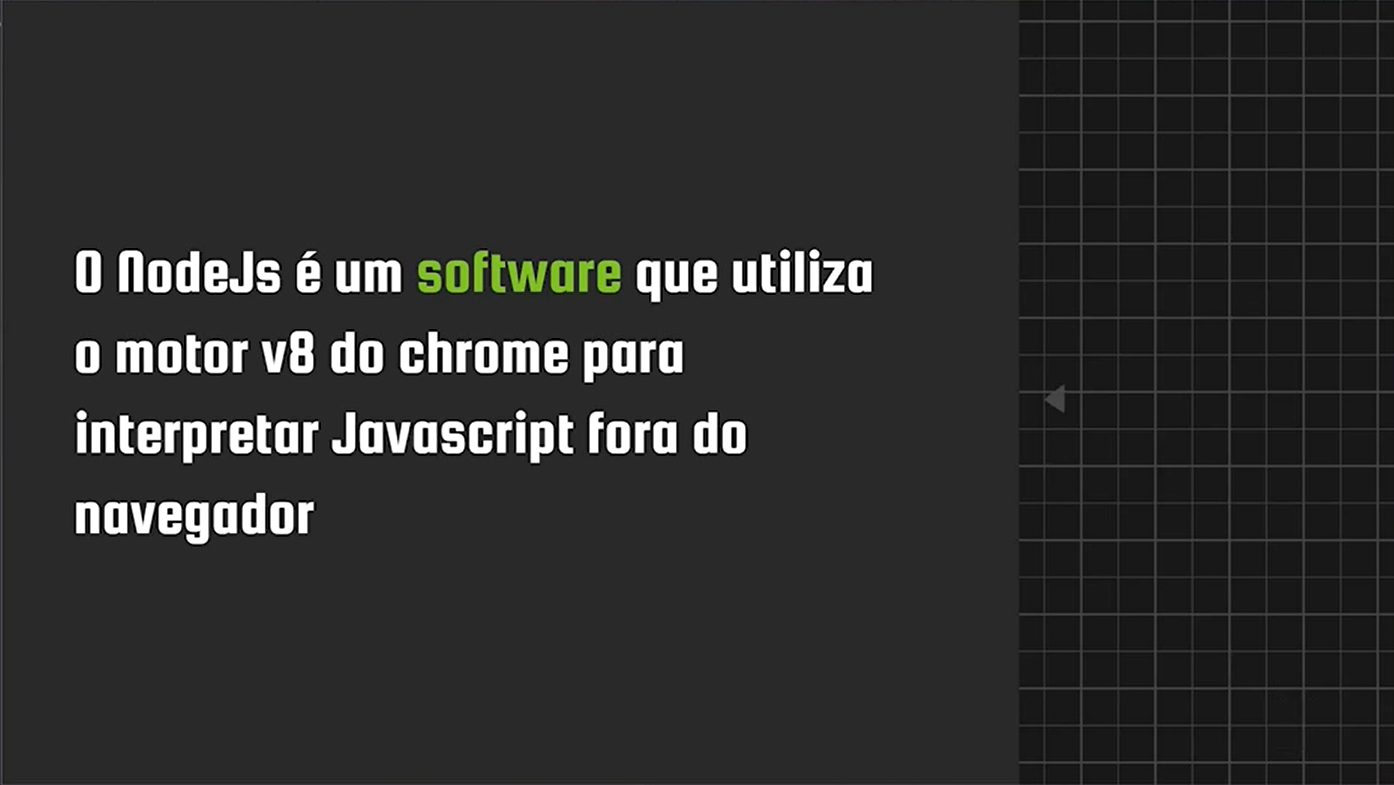 O NodeJs é um software que utiliza
o motor v8 do chrome para
interpretar Javascript fora do
navegador